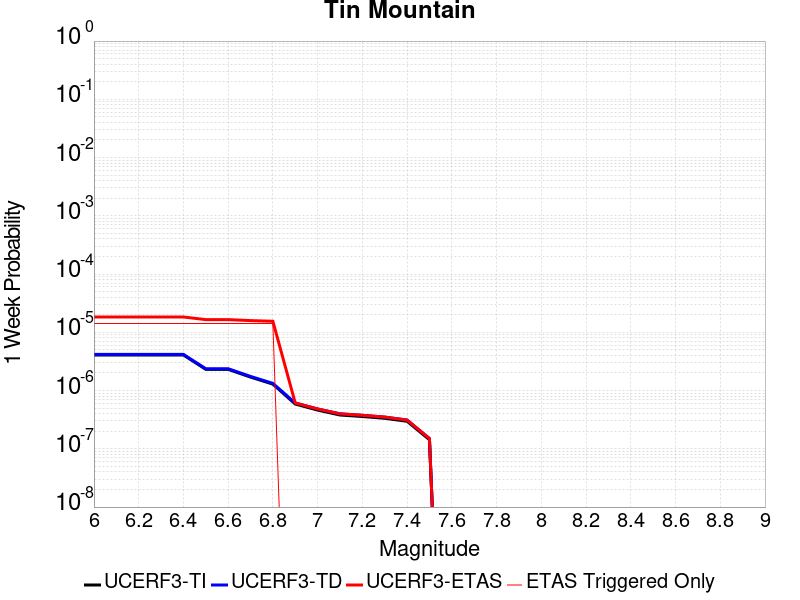 Tin Mountain
1 Week Probability
10^0
10^-1
10^-2
10^-3
10^-4
10^-5
10^-6
10^-7
10^-8
6 6.2 6.4 6.6 6.8 7 7.2 7.4 7.6 7.8 8 8.2 8.4 8.6 8.8 9
Magnitude
UCERF3-TI UCERF3-TD UCERF3-ETAS ETAS Triggered Only